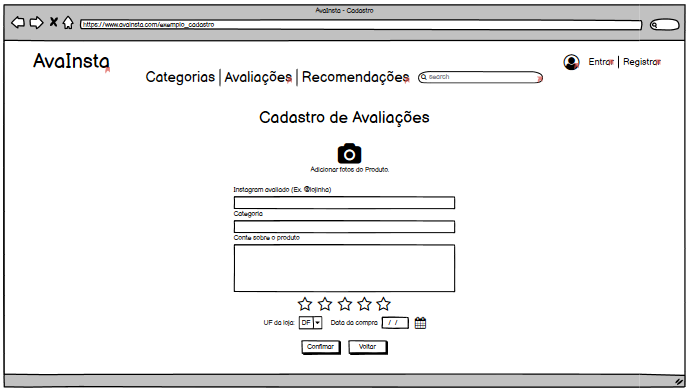 AvaInsta - Cadastro
https://www.avainsta.com/exemplo_cadastro
AvaInsta
Entrar | Registrar
Categorias | Avaliações | Recomendações
search
Cadastro de Avaliações
Adicionar fotos do Produto.
Instagram avaliado (Ex. @lojinha)
Categoria
Conte sobre o produto
UF da loja: DF Data da compra / /
Confimar Voltar